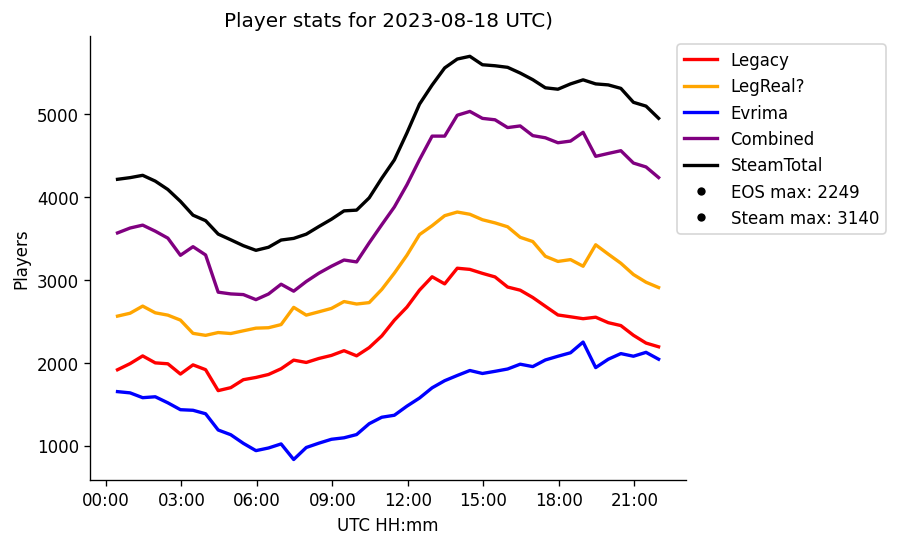 Player stats for 2023-08-18 UTC)
Legacy
LegReal?
Evrima
Combined
SteamTotal
EOS max: 2249
Steam max: 3140
Players
5000
4000
3000
2000
1000
00:00 03:00 06:00 09:00 12:00 15:00 18:00 21:00
UTC HH:mm